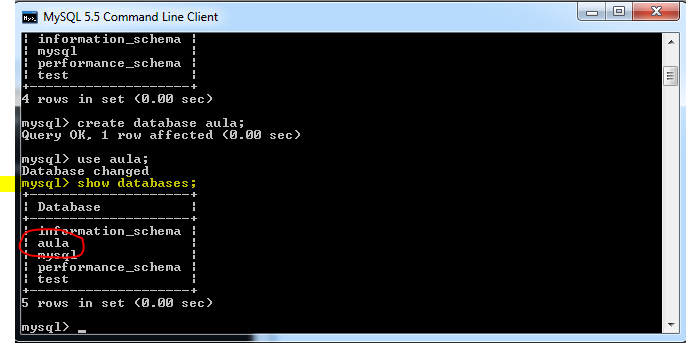 MySQL 5.5 Command Line Client
| information_schema |
| mysql |
| performance_schema |
| test |
+--------------------+
4 rows in set (0.00 sec)
mysql> create database aula;
Query OK, 1 row affected (0.00 sec)
mysql> use aula;
Database changed
mysql> show databases;
+--------------------+
| Database |
+--------------------+
| information_schema |
| aula |
| mysql |
| performance_schema |
| test |
+--------------------+
5 rows in set (0.00 sec)
mysql> _